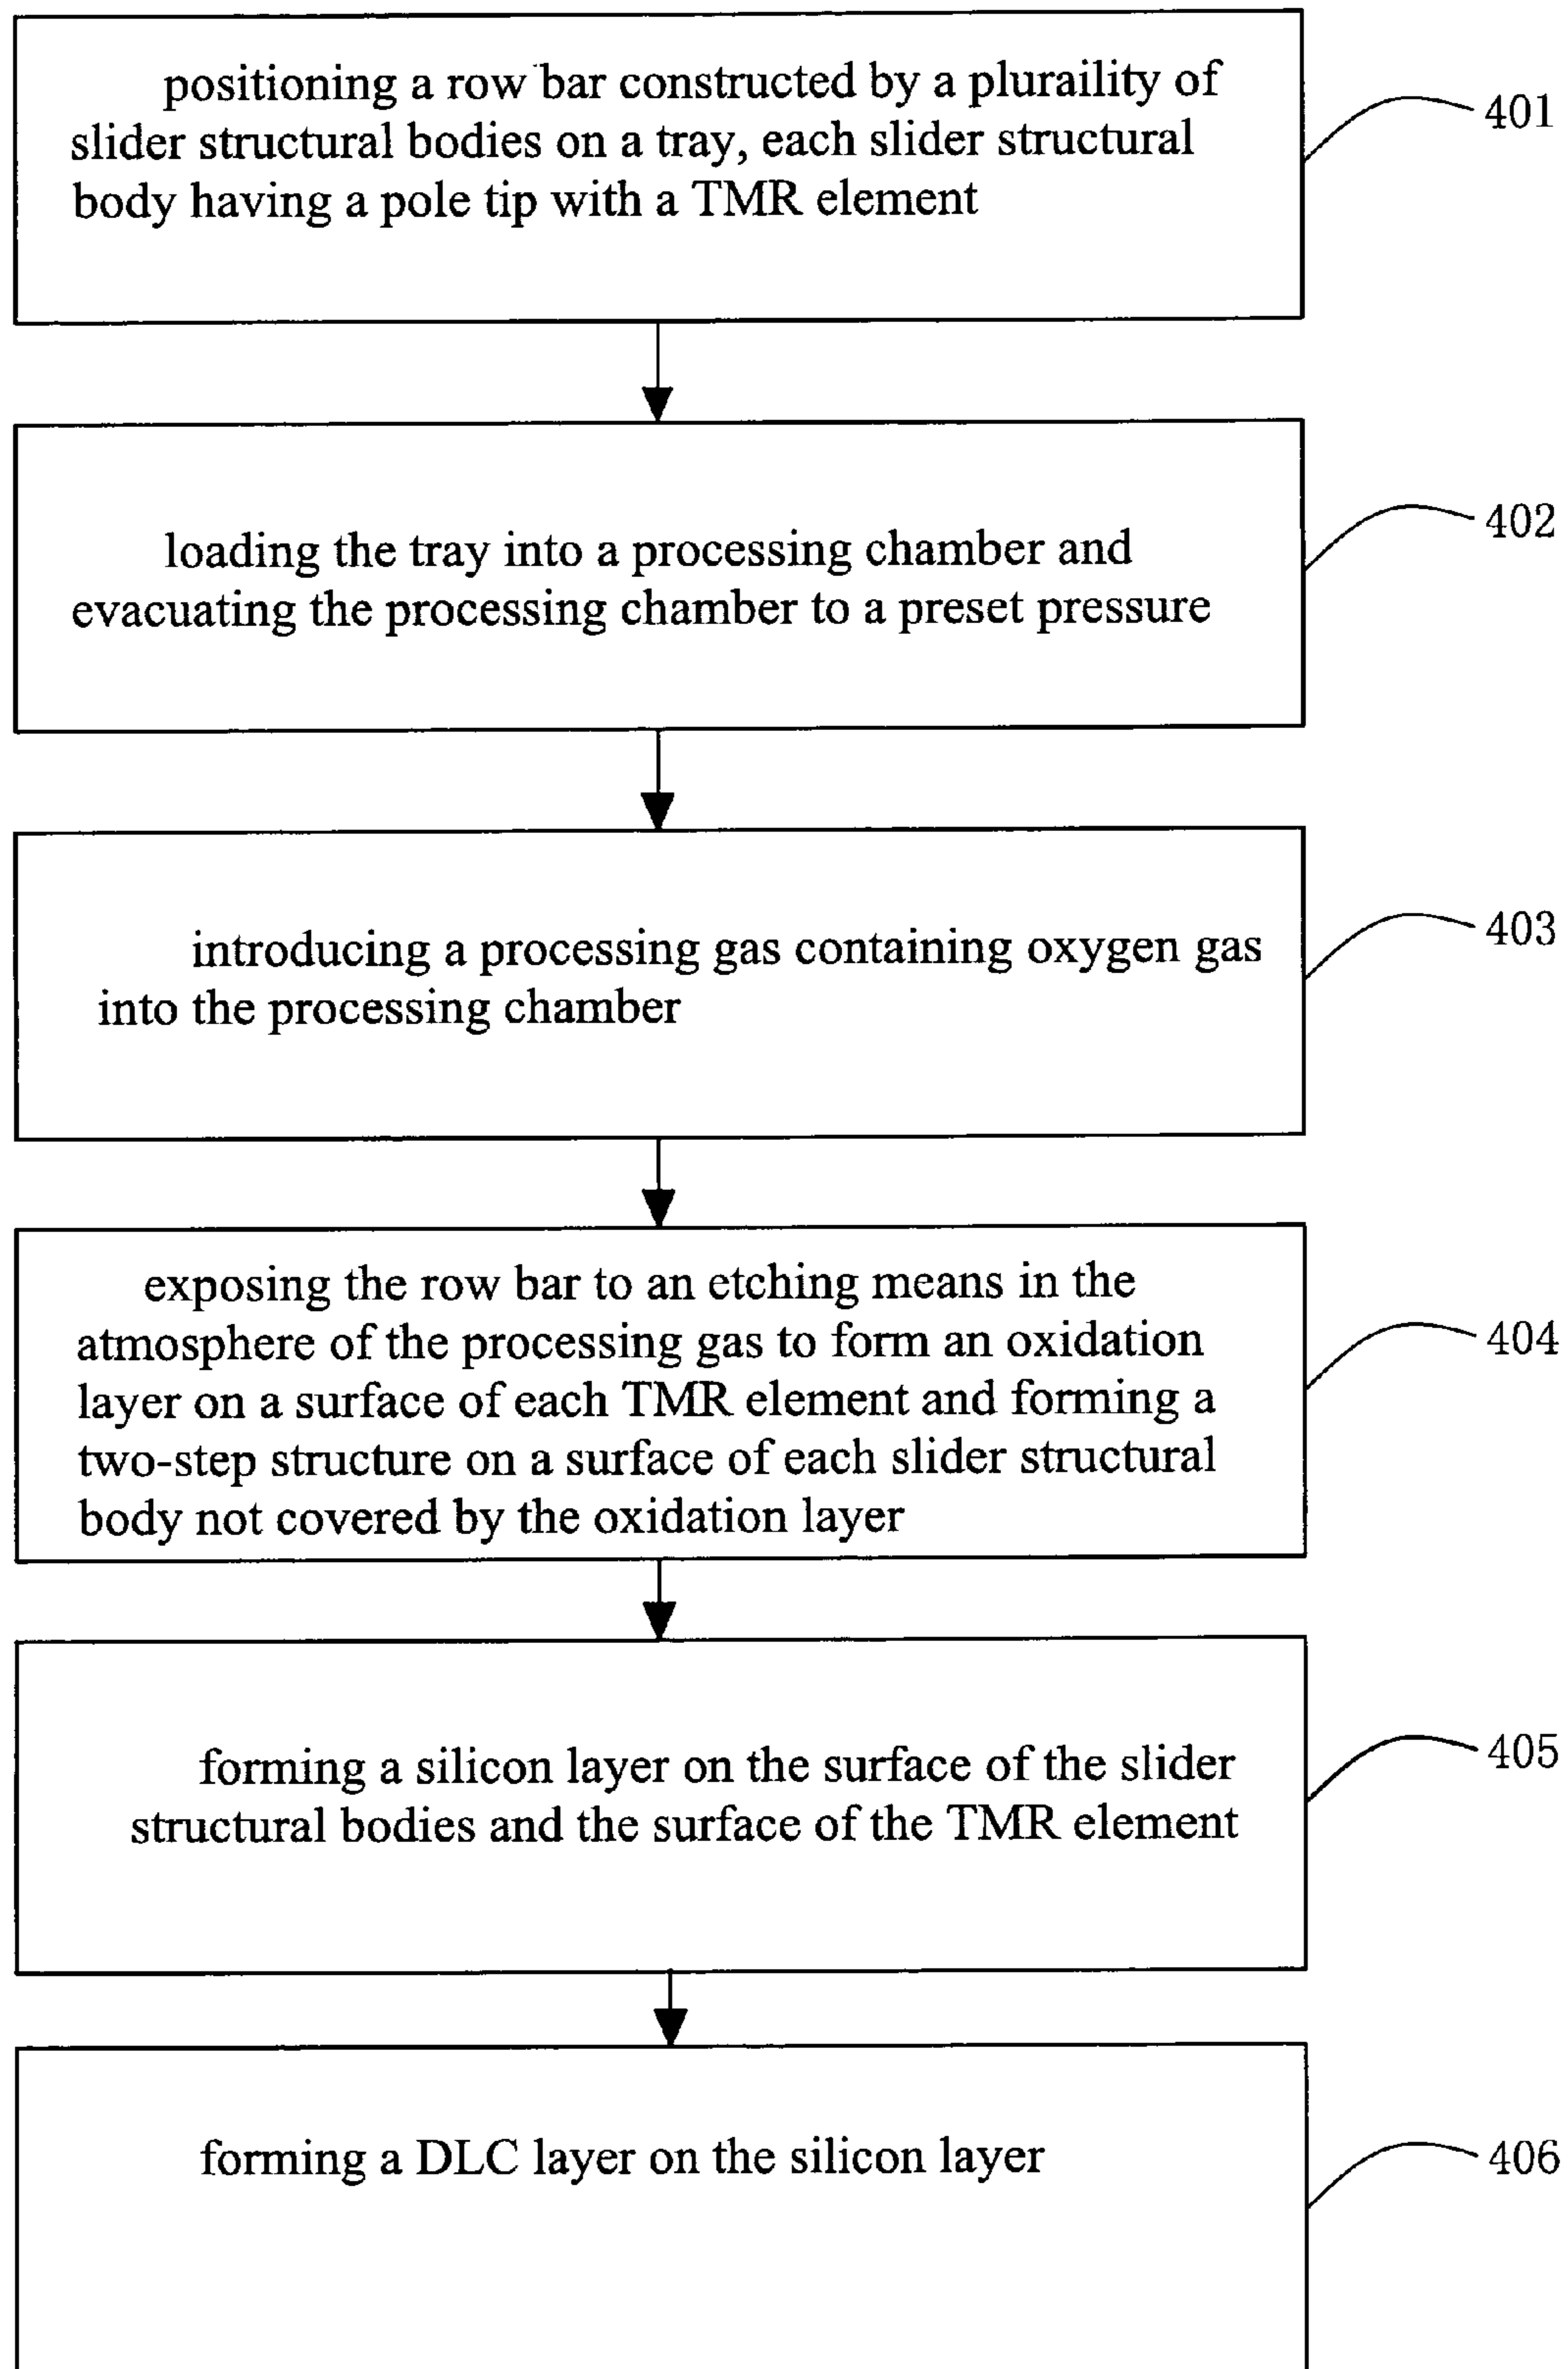 positioning a row bar constructed by a pluraility of
slider structural bodies on a tray, each slider structural
body having a pole tip with a TMR element
401
loading the tray into a processing chamber and
evacuating the processing chamber to a preset pressure
402
introducing a processing gas containing oxygen gas
into the processing chamber
403
exposing the row bar to an etching means in the
atmosphere of the processing gas to form an oxidation
layer on a surface of each TMR element and forming a
two-step structure on a surface of each slider structural
body not covered by the oxidation layer
404
forming a silicon layer on the surface of the slider
structural bodies and the surface of the TMR element
405
forming a DLC layer on the silicon layer
406